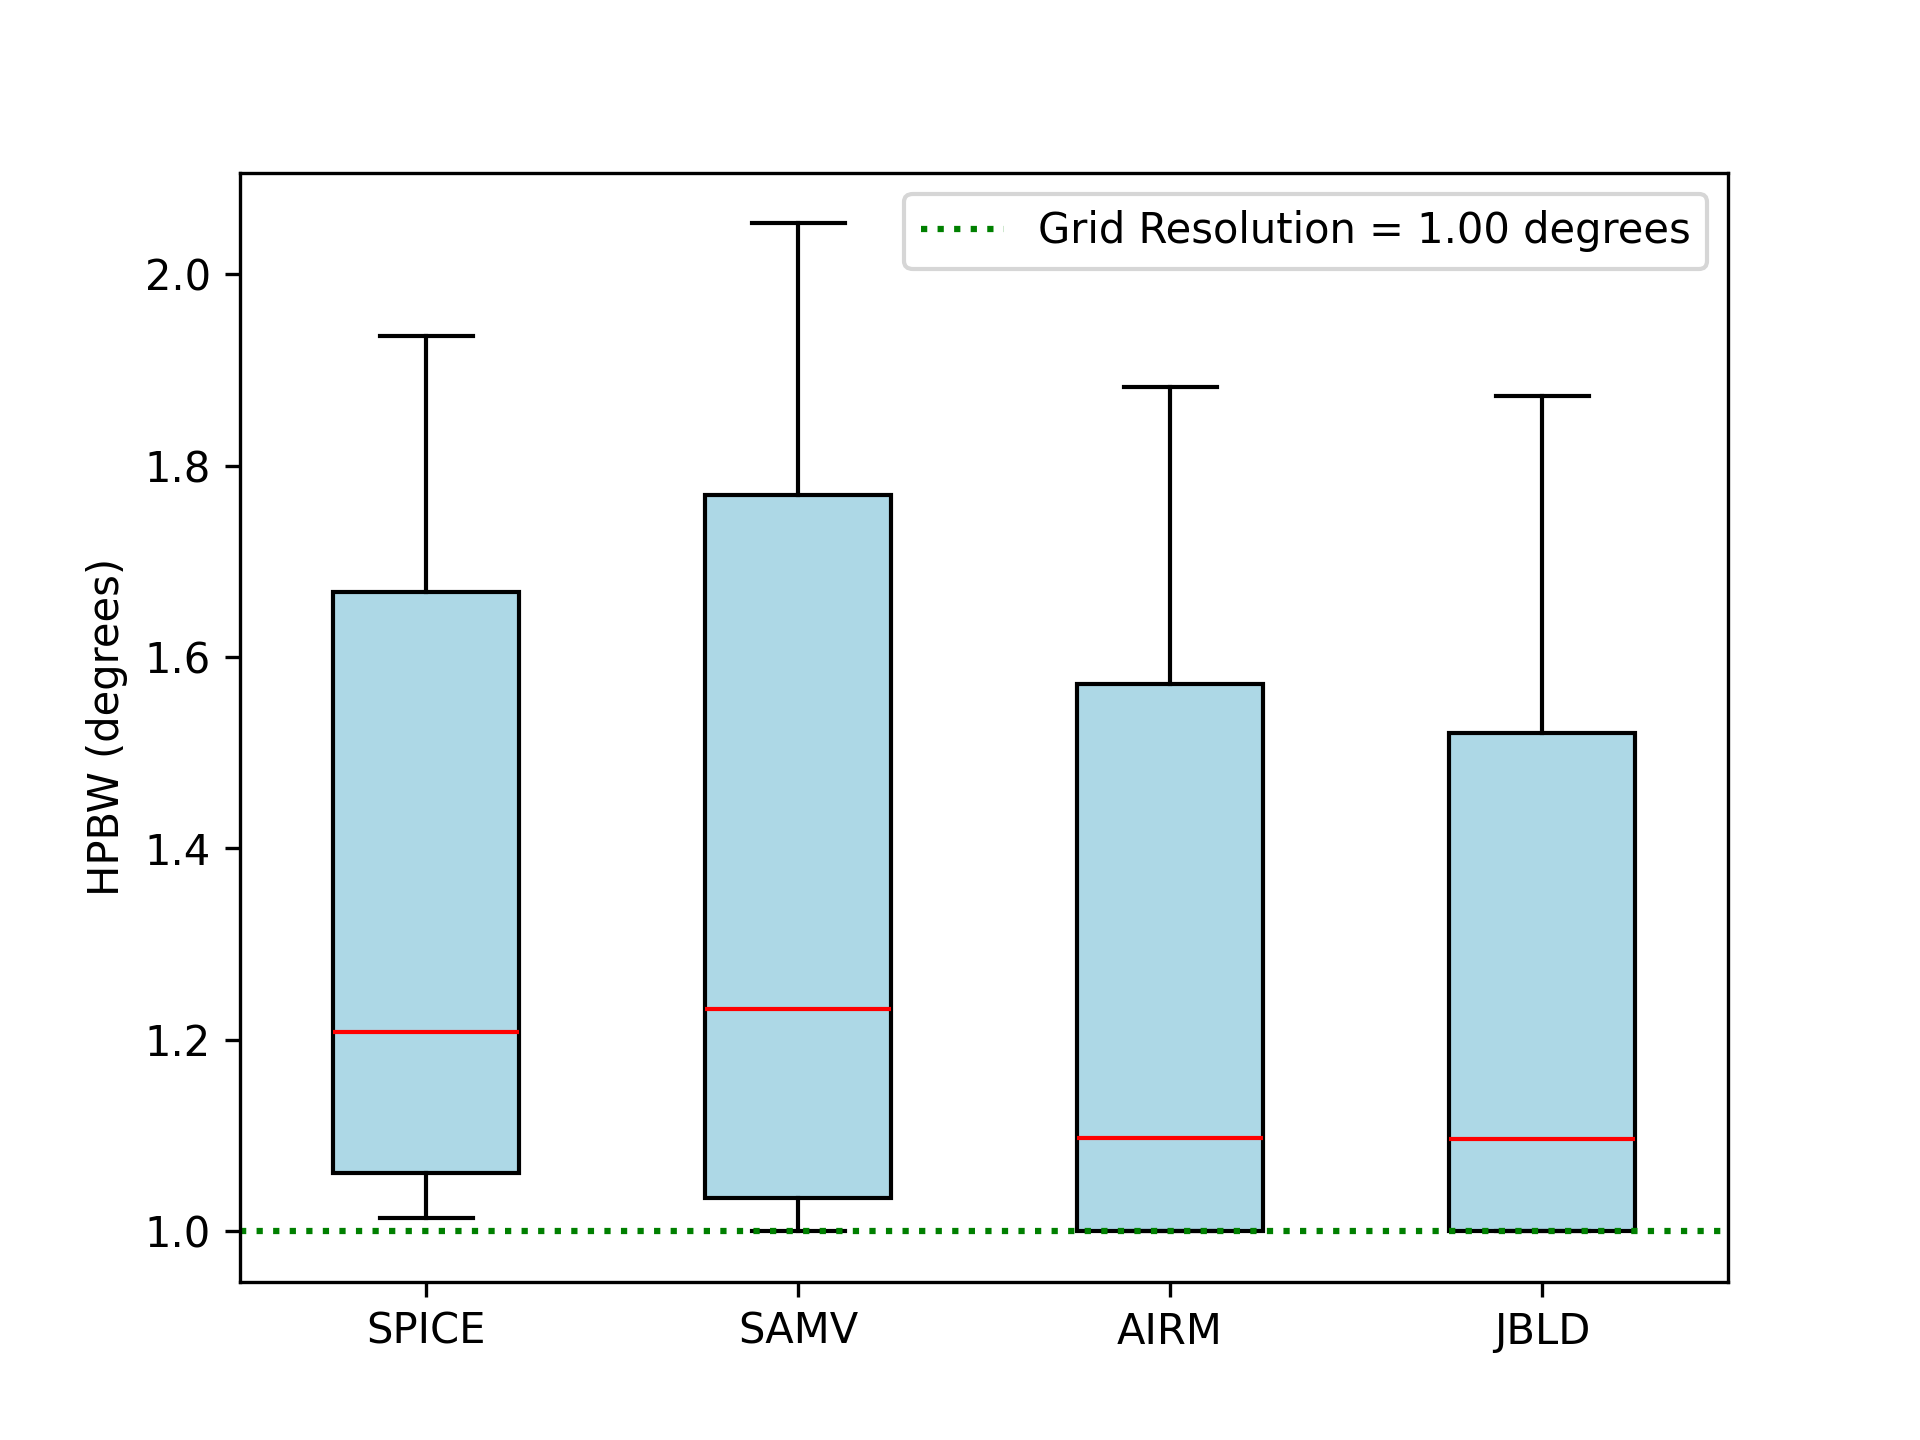 Grid Resolution = 1.00 degrees
2.0
1.8
1.6
1.4
1.2
1.0
HPBW (degrees)
SPICE
SAMV
AIRM
JBLD